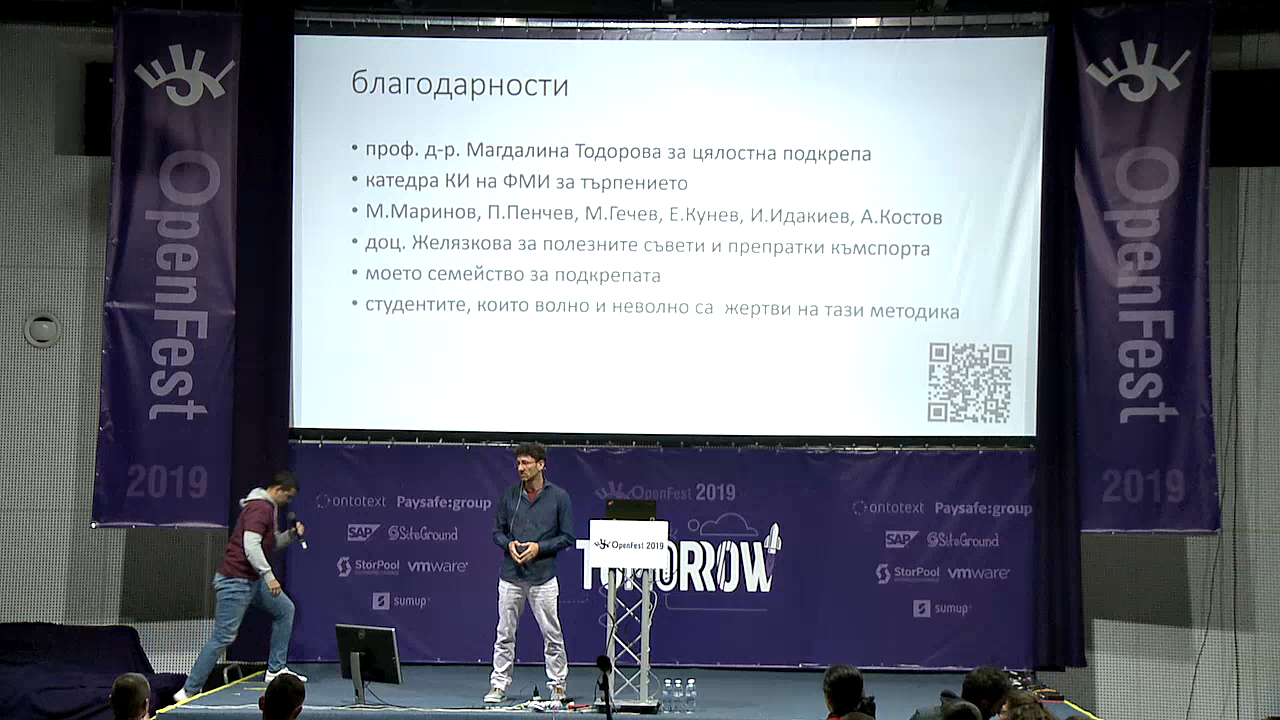 благодарности
• проф. д-р. Магдалина Тодорова за цялостна подкрепа
• катедра КИ на ФМИ за търпението
• М.Маринов, П.Пенчев, М.Гечев, Е.Кунев, И.Идакиев, А.Костов
• доц. Желязкова за полезните съвети и препратки къмспорта
• моето семейство за подкрепата
• студентите, които волно и неволно са жертви на тази методика
OpenFest
2019
OpenFest
2019
OpenFest 2019
ontotext Paysafe:group
SAP SiteGround
StorPool vmware
sumup
OpenFest 2019
TOMORROW
ontotext Paysafe:group
SAP SiteGround
StorPool vmware
sumup